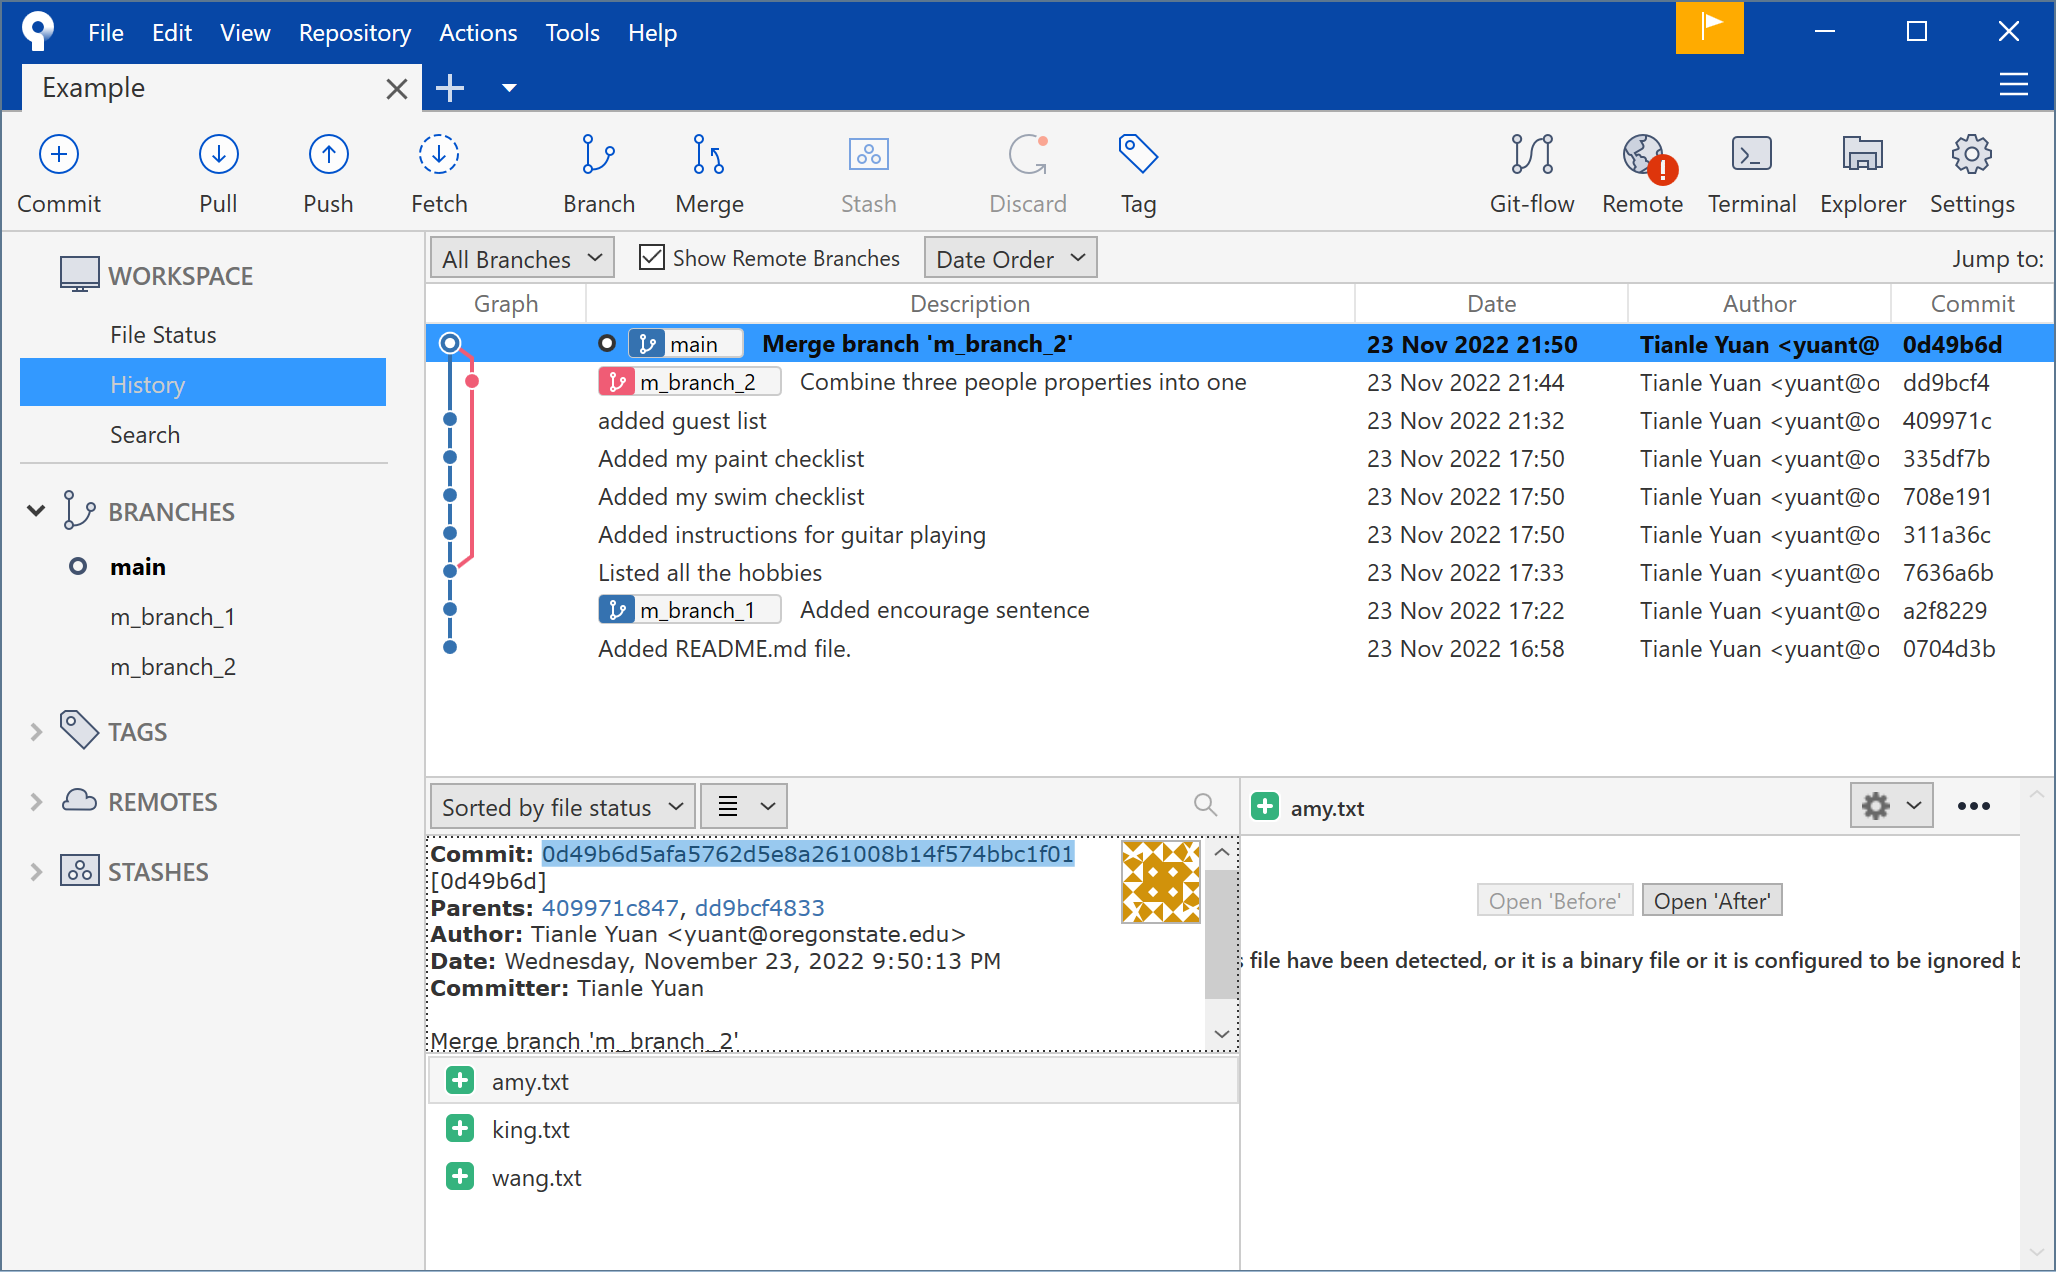 File Edit View Repository Actions Tools Help
Example
Commit Pull Push Fetch Branch Merge Stash Discard Tag Git-flow Remote Terminal Explorer Settings
WORKSPACE
File Status
History
Search
BRANCHES
main
m_branch_1
m_branch_2
TAGS
REMOTES
STASHES
All Branches Show Remote Branches Date Order Jump to:
Graph Description Date Author Commit
main Merge branch 'm_branch_2' 23 Nov 2022 21:50 Tianle Yuan <yuant@ 0d49b6d
m_branch_2 Combine three people properties into one 23 Nov 2022 21:44 Tianle Yuan <yuant@o dd9bcf4
added guest list 23 Nov 2022 21:32 Tianle Yuan <yuant@o 409971c
Added my paint checklist 23 Nov 2022 17:50 Tianle Yuan <yuant@o 335df7b
Added my swim checklist 23 Nov 2022 17:50 Tianle Yuan <yuant@o 708e191
Added instructions for guitar playing 23 Nov 2022 17:50 Tianle Yuan <yuant@o 311a36c
Listed all the hobbies 23 Nov 2022 17:33 Tianle Yuan <yuant@o 7636a6b
m_branch_1 Added encourage sentence 23 Nov 2022 17:22 Tianle Yuan <yuant@o a2f8229
Added README.md file. 23 Nov 2022 16:58 Tianle Yuan <yuant@o 0704d3b
Sorted by file status
Commit: 0d49b6d5afa5762d5e8a261008b14f574bbc1f01
[0d49b6d]
Parents: 409971c847, dd9bcf4833
Author: Tianle Yuan <yuant@oregonstate.edu>
Date: Wednesday, November 23, 2022 9:50:13 PM
Committer: Tianle Yuan
Merge branch 'm_branch_2'
amy.txt
king.txt
wang.txt
amy.txt
Open 'Before' Open 'After'
file have been detected, or it is a binary file or it is configured to be ignored